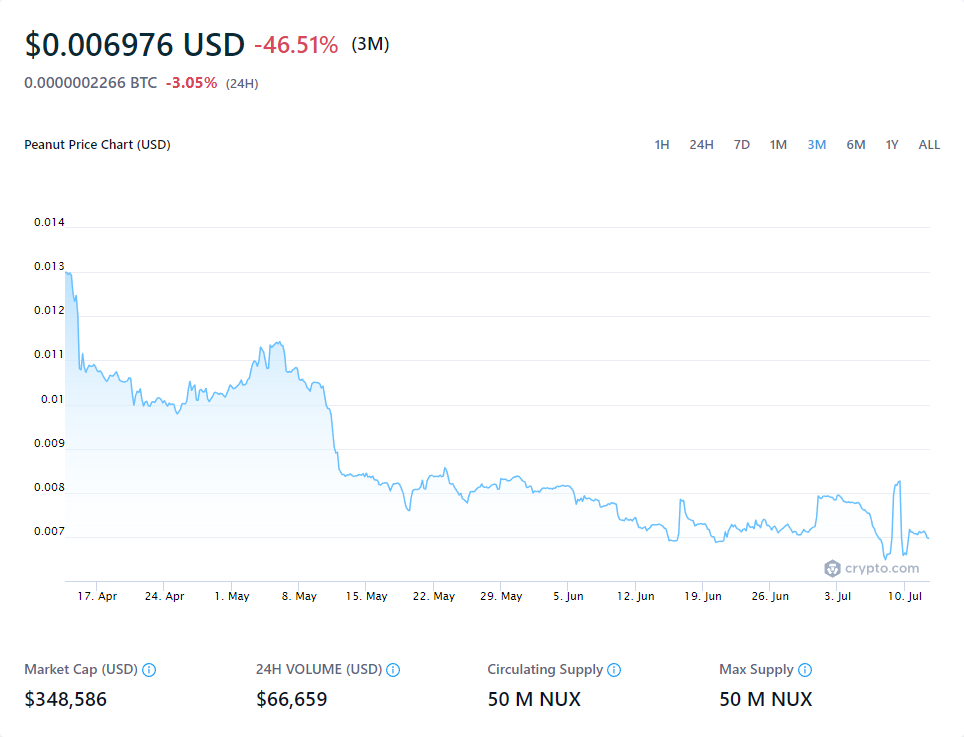 $0.006976 USD -46.51% (3M)
0.0000002266 BTC -3.05% (24H)
Peanut Price Chart (USD) 1H 24H 7D 1M 3M 6M 1Y ALL
0.014
0.013
0.012
0.011
0.01
0.009
0.008
0.007
crypto.com
17. Apr 24. Apr 1. May 8. May 15. May 22. May 29. May 5. Jun 12. Jun 19. Jun 26. Jun 3. Jul 10. Jul
Market Cap (USD) 24H VOLUME (USD) Circulating Supply Max Supply
$348,586 $66,659 50 M NUX 50 M NUX